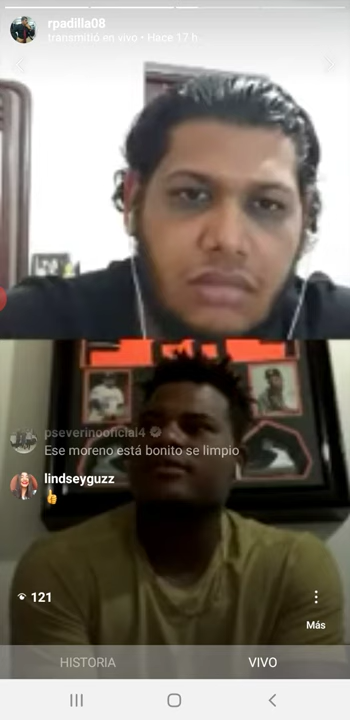 rpadilla08
transmitió en vivo • Hace 17 h
pseverinooficial4
Ese moreno está bonito se limpio
lindseyguzz
121
Más
HISTORIA
VIVO